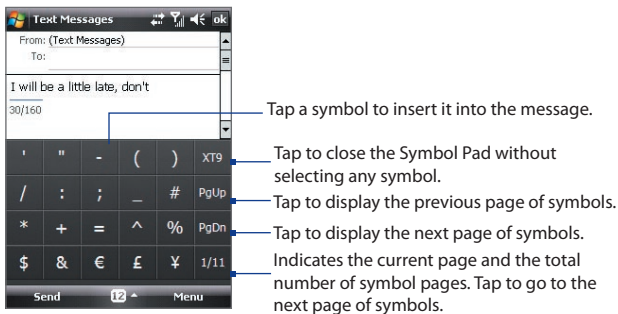 Text Messages ok
From: (Text Messages)
To:
I will be a little late, don't
30/160
' " - ( ) XT9
/ : ; _ # PgUp
* + = ^ % PgDn
$ & € £ ¥ 1/11
Send 12 Menu
Tap a symbol to insert it into the message.
Tap to close the Symbol Pad without
selecting any symbol.
Tap to display the previous page of symbols.
Tap to display the next page of symbols.
Indicates the current page and the total
number of symbol pages. Tap to go to the
next page of symbols.